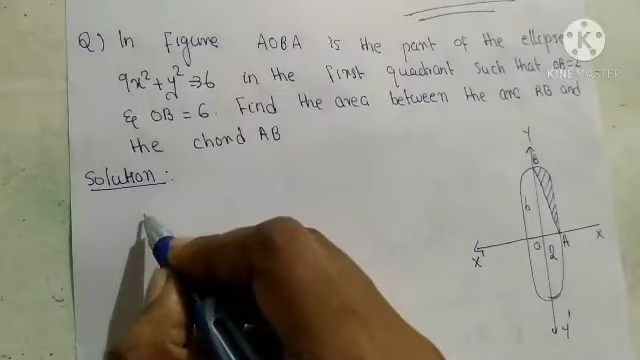 Q) In Figure AOBA is the part of the ellipse
9x² + y² = 36 in the first quadrant such that OA = 2
& OB = 6. Find the area between the arc AB and
the chord AB
Solution:
Y
B
6
O
A
X
X'
2
Y'
KINEMASTER